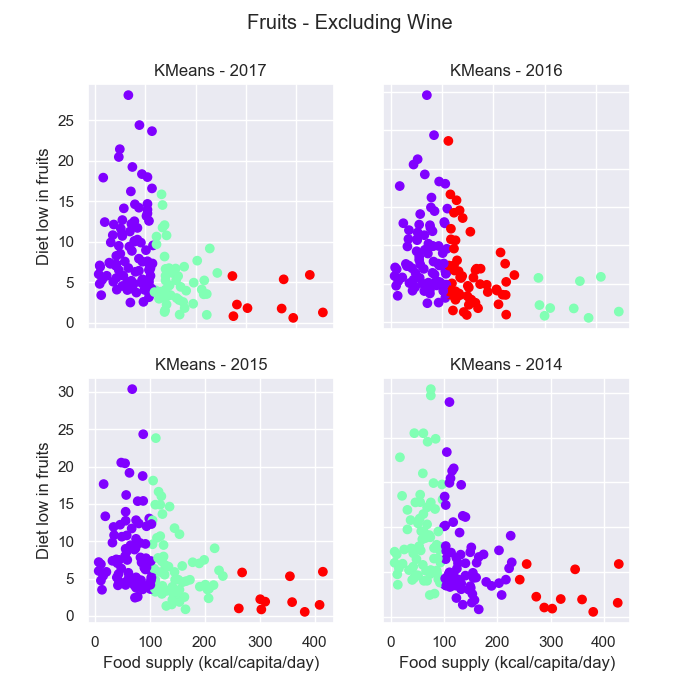 Fruits - Excluding Wine
KMeans - 2017
KMeans - 2016
Diet low in fruits
25
20
15
10
5
0
KMeans - 2015
KMeans - 2014
Diet low in fruits
30
25
20
15
10
5
0
0 100 200 300 400
0 100 200 300 400
Food supply (kcal/capita/day)
Food supply (kcal/capita/day)